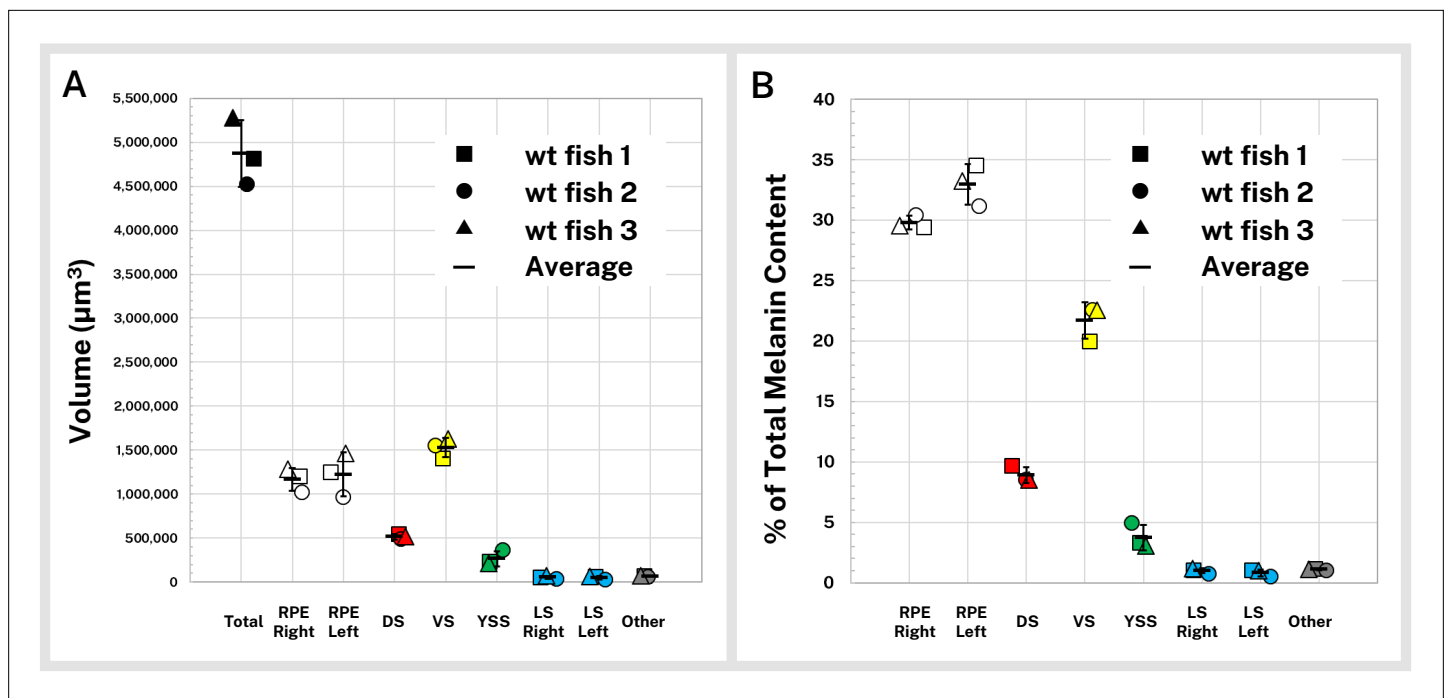 A
Volume (μm³)
5,500,000
5,000,000
4,500,000
4,000,000
3,500,000
3,000,000
2,500,000
2,000,000
1,500,000
1,000,000
500,000
0
wt fish 1
wt fish 2
wt fish 3
Average
Total RPE Right RPE Left DS VS YSS LS Right LS Left Other
B
% of Total Melanin Content
40
35
30
25
20
15
10
5
0
wt fish 1
wt fish 2
wt fish 3
Average
RPE Right RPE Left DS VS YSS LS Right LS Left Other